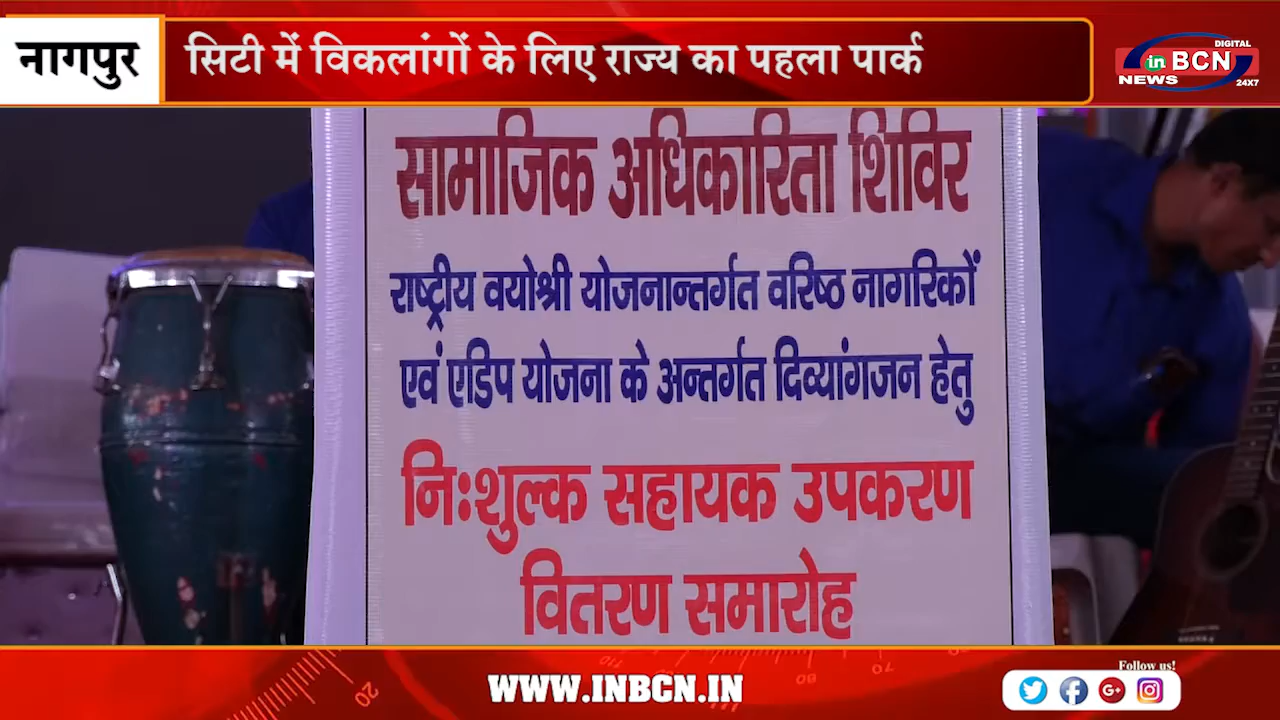 नागपुर
सिटी में विकलांगों के लिए राज्य का पहला पार्क
DIGITAL
in BCN
NEWS
24X7
सामाजिक अधिकारिता शिविर
राष्ट्रीय वयोश्री योजनान्तर्गत वरिष्ठ नागरिकों
एवं एडिप योजना के अन्तर्गत दिव्यांगजन हेतु
निःशुल्क सहायक उपकरण
वितरण समारोह
WWW.INBCN.IN
Follow us!